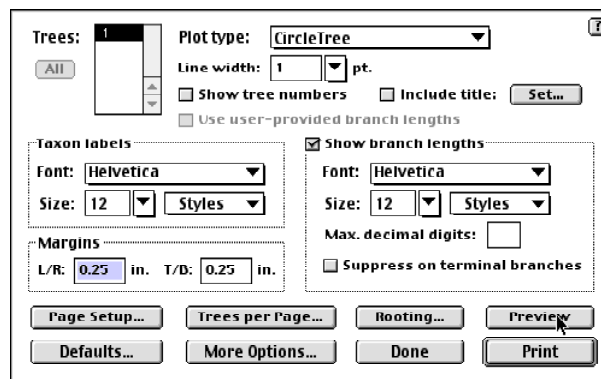 Trees: 1 Plot type: CircleTree ?
All Line width: 1 pt.
Show tree numbers Include title: Set...
Use user-provided branch lengths
Taxon labels Show branch lengths
Font: Helvetica Font: Helvetica
Size: 12 Styles Size: 12 Styles
Max. decimal digits:
Margins
L/R: 0.25 in. T/B: 0.25 in. Suppress on terminal branches
Page Setup... Trees per Page... Rooting... Preview
Defaults... More Options... Done Print